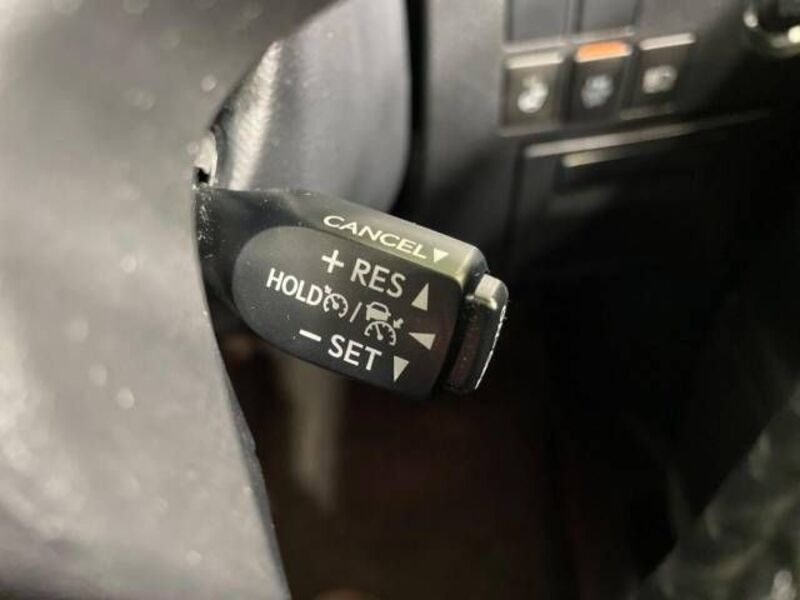 CANCEL
+ RES
HOLD /
− SET